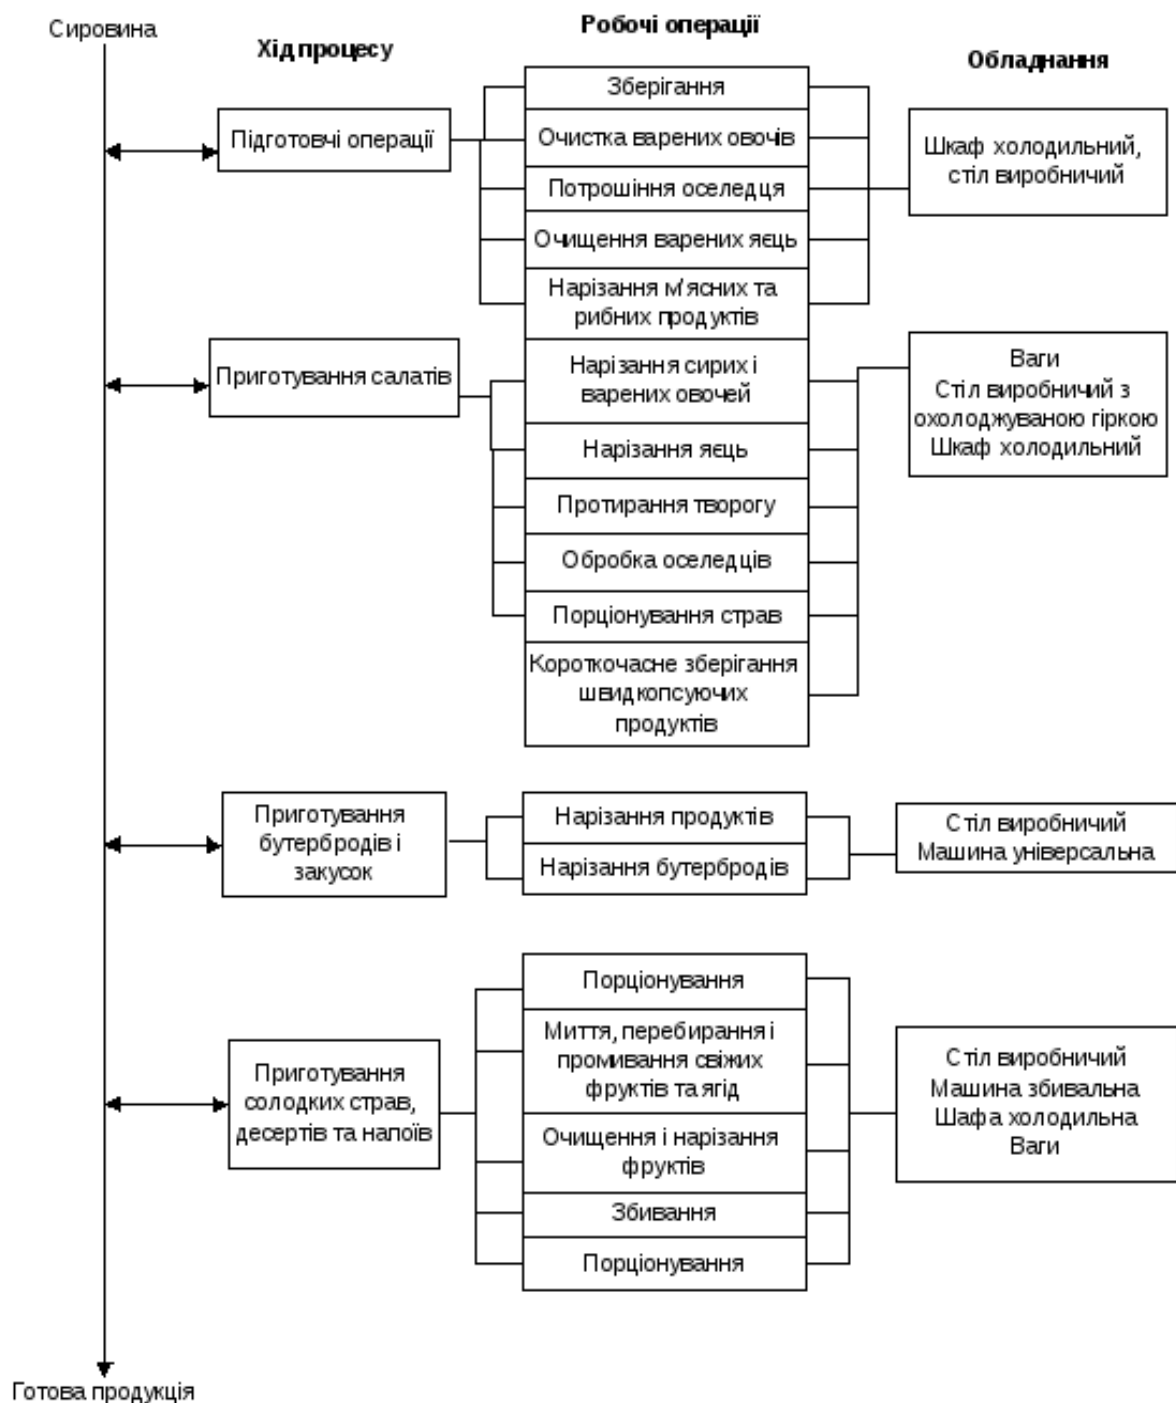 Сировина
Хід процесу
Робочі операції
Обладнання
Підготовчі операції
Зберігання
Очистка варених овочів
Потрошіння оселедця
Очищення варених яєць
Нарізання м'ясних та
рибних продуктів
Шкаф холодильний,
стіл виробничий
Приготування салатів
Нарізання сирих і
варених овочей
Нарізання яєць
Протирання творогу
Обробка оселедців
Порціонування страв
Короткочасне зберігання
швидкопсуючих
продуктів
Ваги
Стіл виробничий з
охолоджуваною гіркою
Шкаф холодильний
Приготування
бутербродів і
закусок
Нарізання продуктів
Нарізання бутербродів
Стіл виробничий
Машина універсальна
Приготування
солодких страв,
десертів та напоїв
Порціонування
Миття, перебирання і
промивання свіжих
фруктів та ягід
Очищення і нарізання
фруктів
Збивання
Порціонування
Стіл виробничий
Машина збивальна
Шафа холодильна
Ваги
Готова продукція